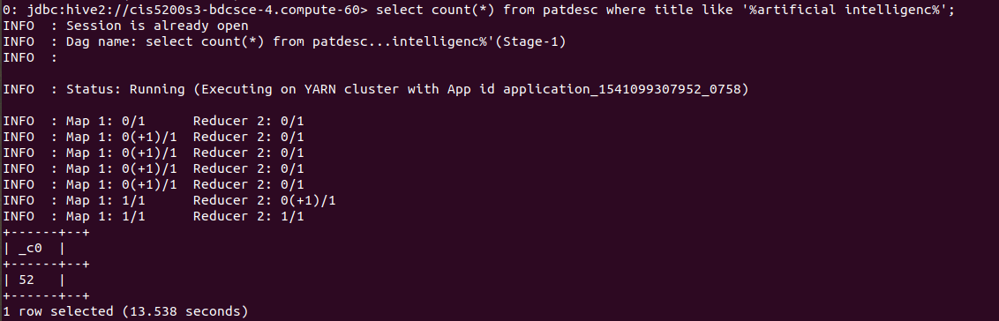 0: jdbc:hive2://cis5200s3-bdcsce-4.compute-60> select count(*) from patdesc where title like '%artificial intelligenc%';
INFO  : Session is already open
INFO  : Dag name: select count(*) from patdesc...intelligenc%'(Stage-1)
INFO  :
INFO  : Status: Running (Executing on YARN cluster with App id application_1541099307952_0758)
INFO  : Map 1: 0/1      Reducer 2: 0/1
INFO  : Map 1: 0(+1)/1  Reducer 2: 0/1
INFO  : Map 1: 0(+1)/1  Reducer 2: 0/1
INFO  : Map 1: 0(+1)/1  Reducer 2: 0/1
INFO  : Map 1: 0(+1)/1  Reducer 2: 0/1
INFO  : Map 1: 1/1      Reducer 2: 0(+1)/1
INFO  : Map 1: 1/1      Reducer 2: 1/1
+------+--+
| _c0  |
+------+--+
| 52   |
+------+--+
1 row selected (13.538 seconds)